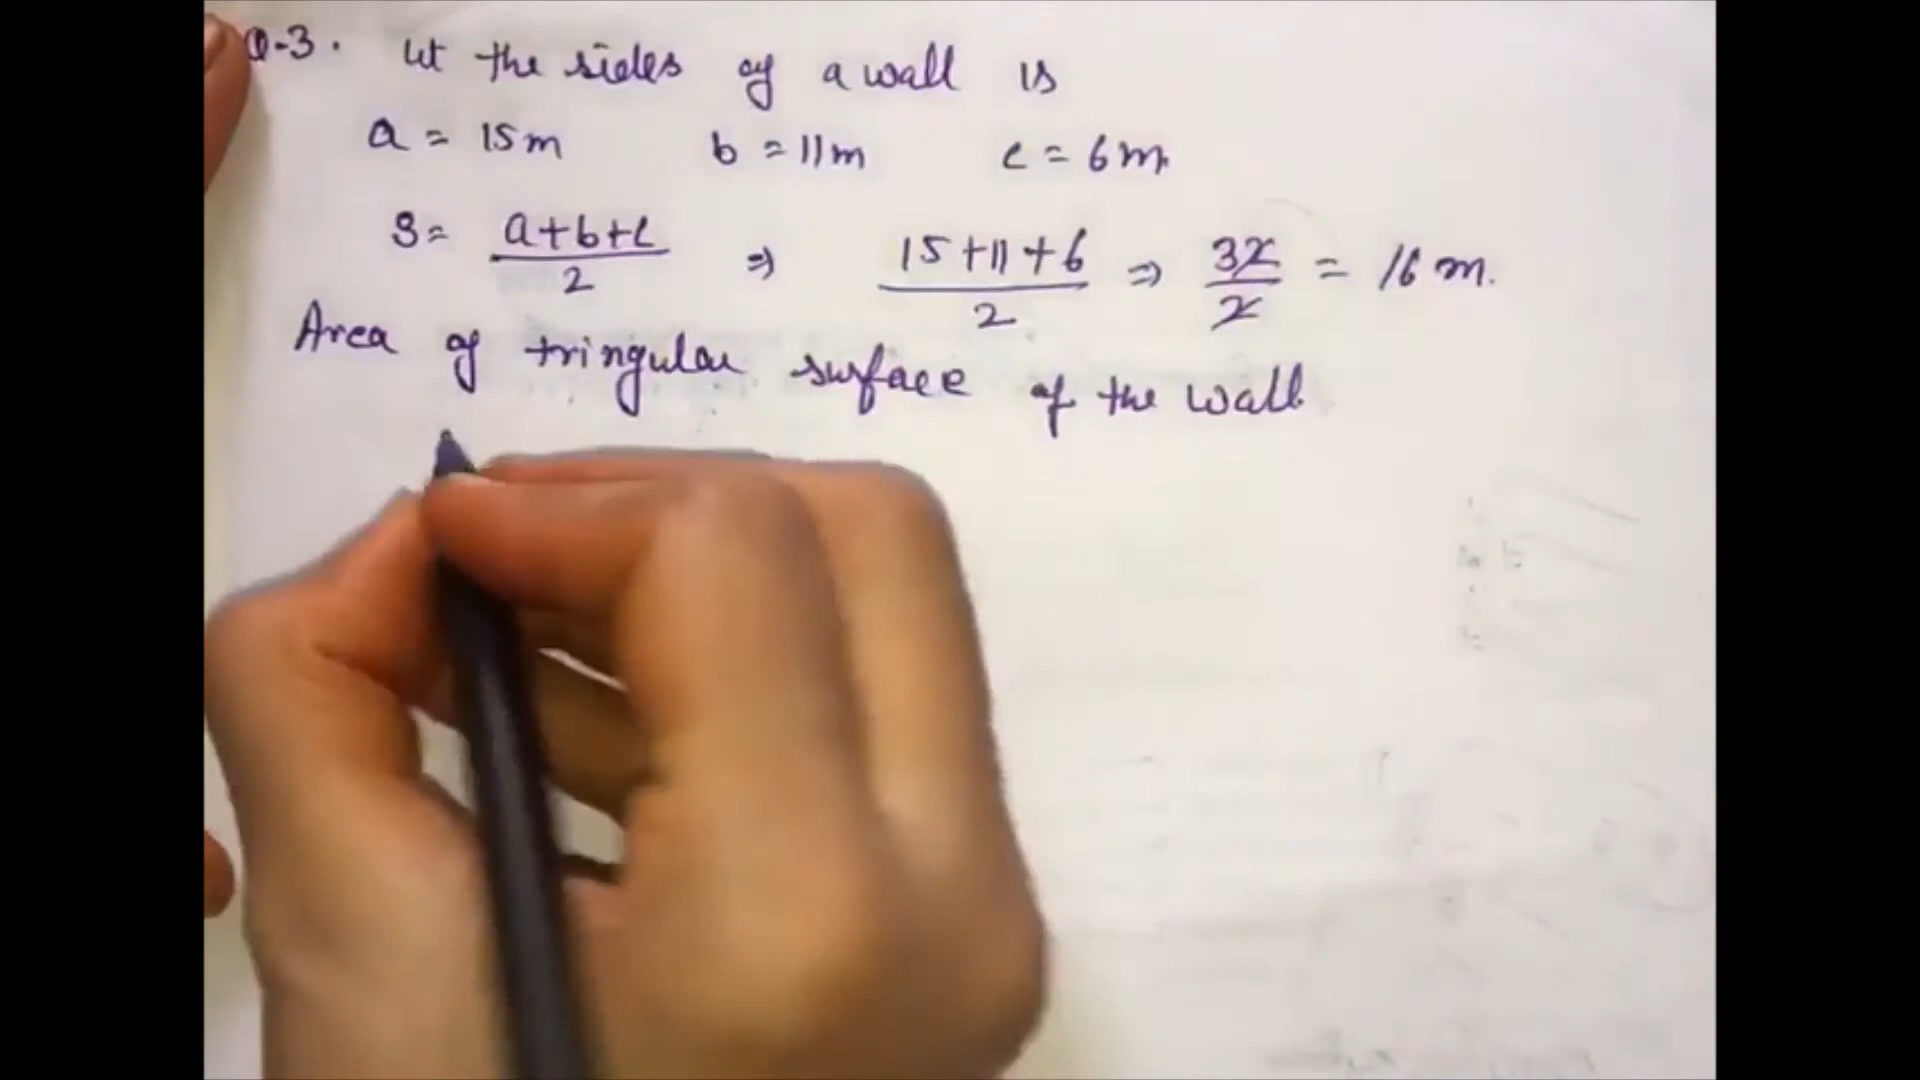 Q-3. let the sides of a wall is
a = 15m b = 11m c = 6m
S = a+b+c/2 ⇒ 15+11+6/2 ⇒ 32/2 = 16 m.
Area of tringular surface of the wall